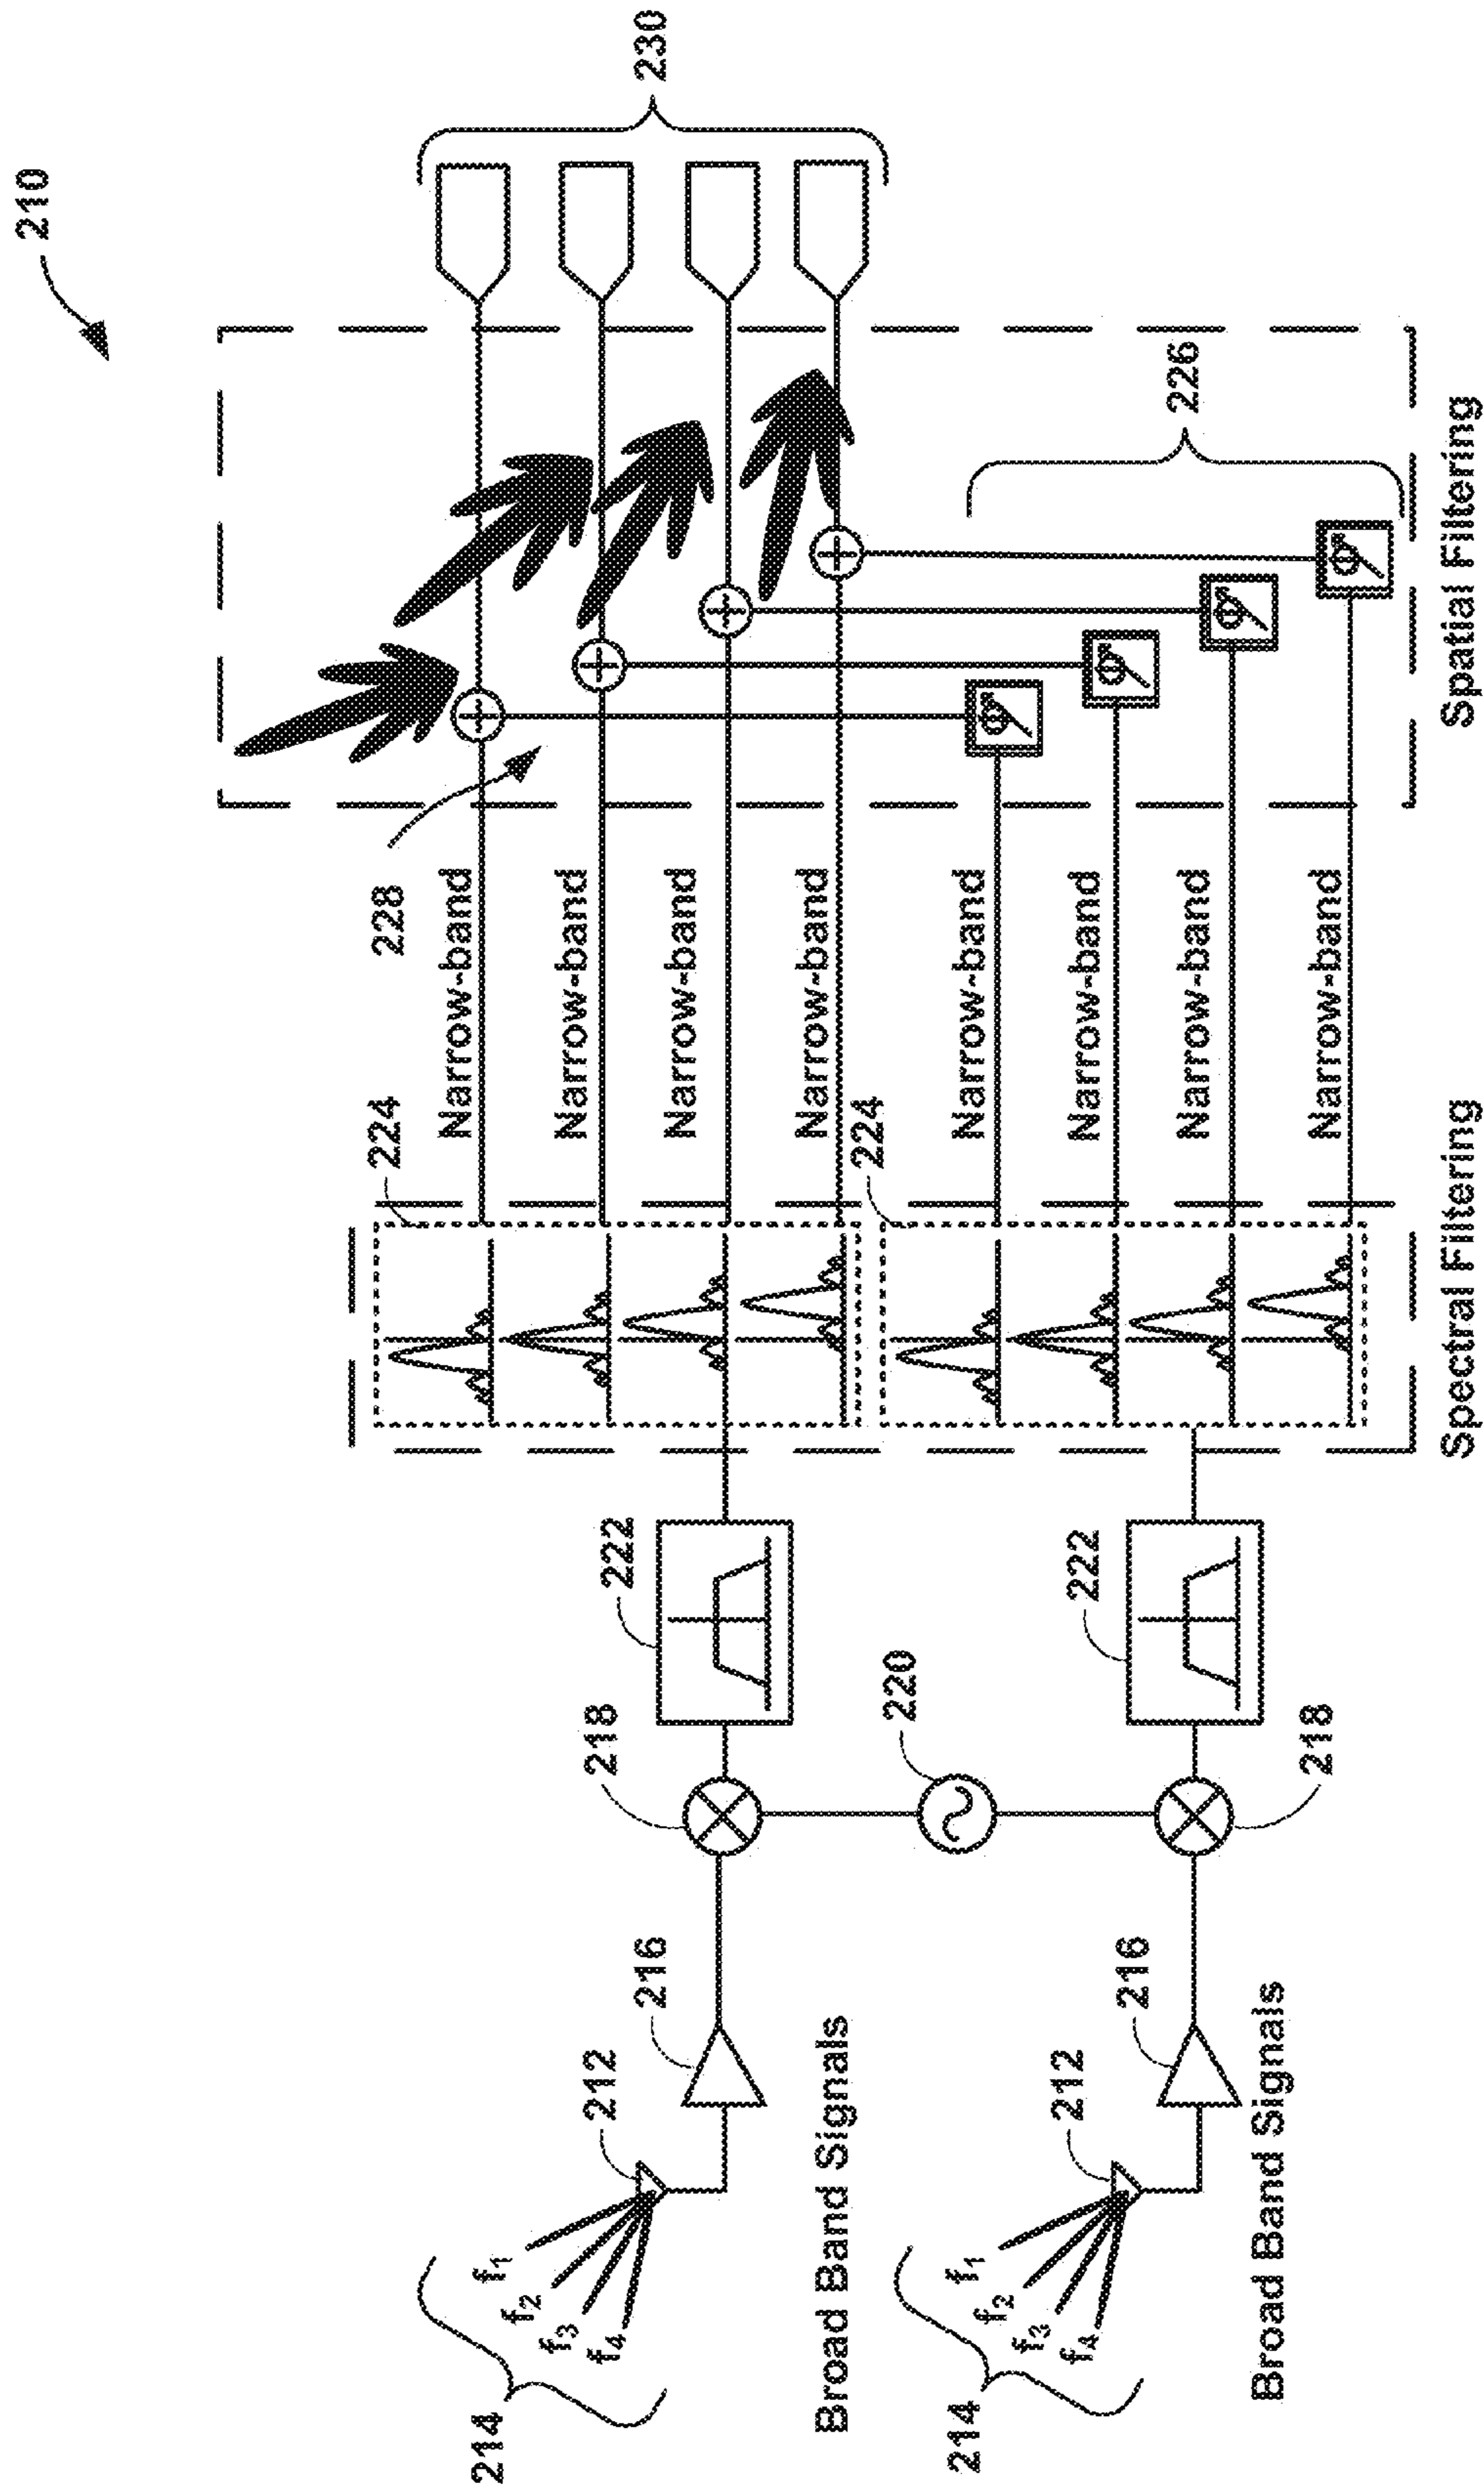 210
214
f1
f2
f3
f4
212
216
Broad Band Signals
218
222
220
224
Narrow-band
Narrow-band
Narrow-band
Narrow-band
228
230
214
f1
f2
f3
f4
212
216
Broad Band Signals
218
222
224
Narrow-band
Narrow-band
Narrow-band
Narrow-band
226
Φ
Φ
Φ
Φ
Spectral Filtering
Spatial Filtering